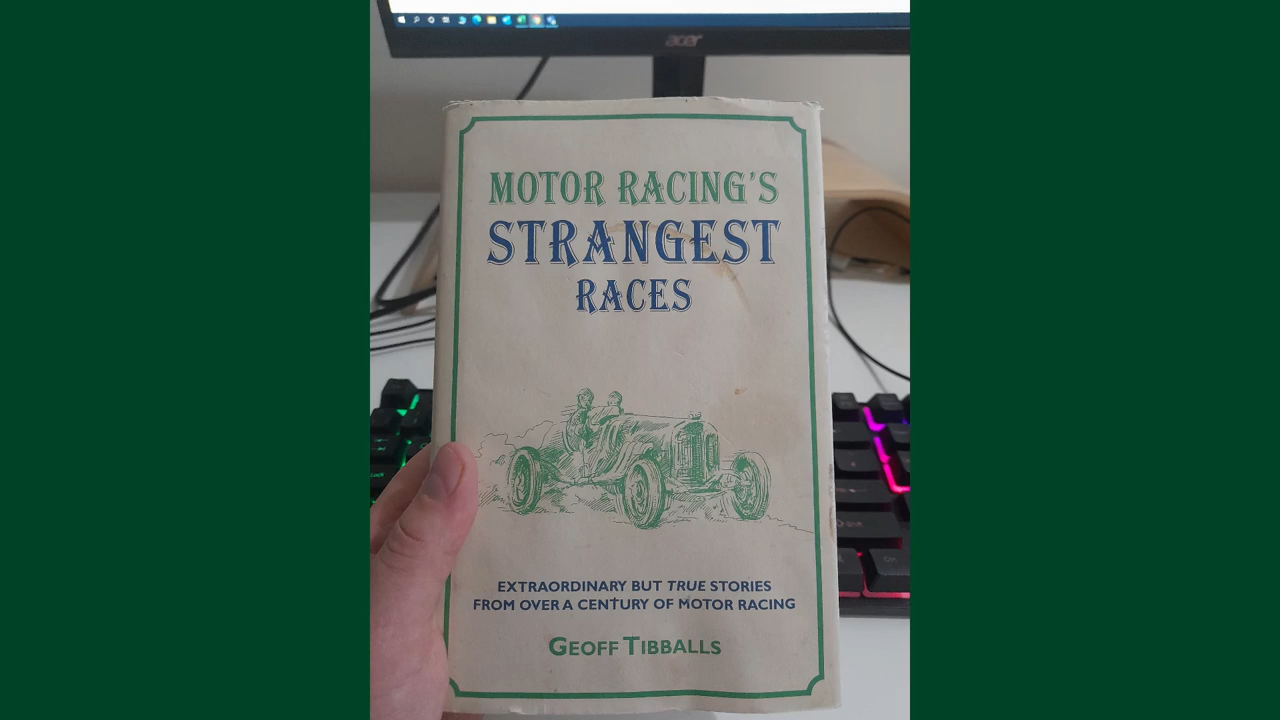 acer
MOTOR RACING'S
STRANGEST
RACES
EXTRAORDINARY BUT TRUE STORIES
FROM OVER A CENTURY OF MOTOR RACING
GEOFF TIBBALLS